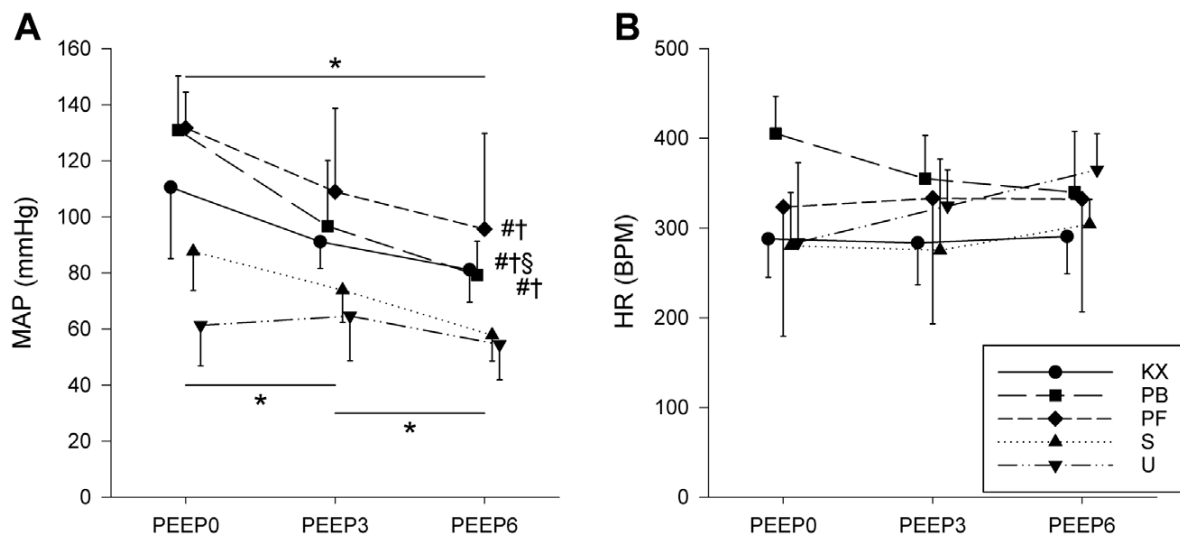 A
MAP (mmHg)
160
140
120
100
80
60
40
20
0
*
#†
#†§
#†
*
*
PEEP0 PEEP3 PEEP6
B
HR (BPM)
500
400
300
200
100
0
PEEP0 PEEP3 PEEP6
KX
PB
PF
S
U